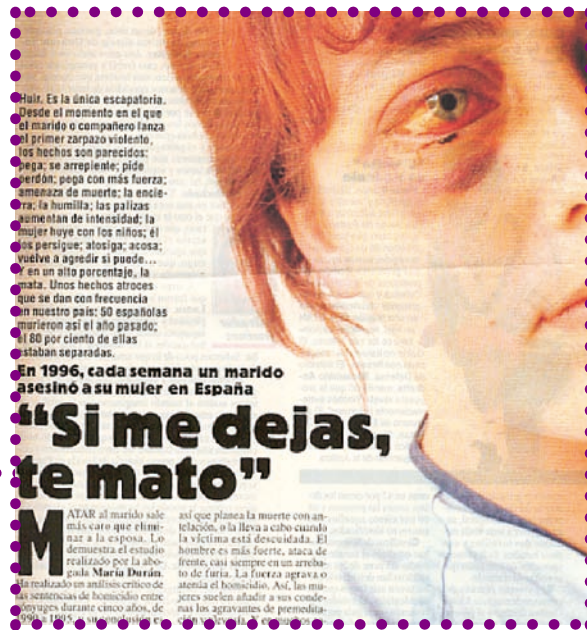 Huir. Es la única escapatoria.
Desde el momento en el que
el marido o compañero lanza
el primer zarpazo violento,
los hechos son parecidos:
pega; se arrepiente; pide
perdón; pega con más fuerza;
amenaza de muerte; la encie-
rra; la humilla; las palizas
aumentan de intensidad; la
mujer huye con los niños; él
los persigue; atosiga; acosa;
vuelve a agredir si puede...
Y en un alto porcentaje, la
mata. Unos hechos atroces
que se dan con frecuencia
en nuestro país: 50 españolas
murieron así el año pasado;
el 80 por ciento de ellas
estaban separadas.
En 1996, cada semana un marido
asesinó a su mujer en España
“Si me dejas,
te mato”
MATAR al marido sale
más caro que elimi-
nar a la esposa. Lo
demuestra el estudio
realizado por la abo-
gada María Durán.
Ha realizado un análisis crítico de
las sentencias de homicidio entre
cónyuges durante cinco años, de
1990 a 1995, y su conclusión es
así que planea la muerte con an-
telación, o la lleva a cabo cuando
la víctima está descuidada. El
hombre es más fuerte, ataca de
frente, casi siempre en un arreba-
to de furia. La fuerza agrava o
atenúa el homicidio. Así, las mu-
jeres suelen añadir a sus conde-
nas los agravantes de premedita-
ción y alevosía. Y en muchos